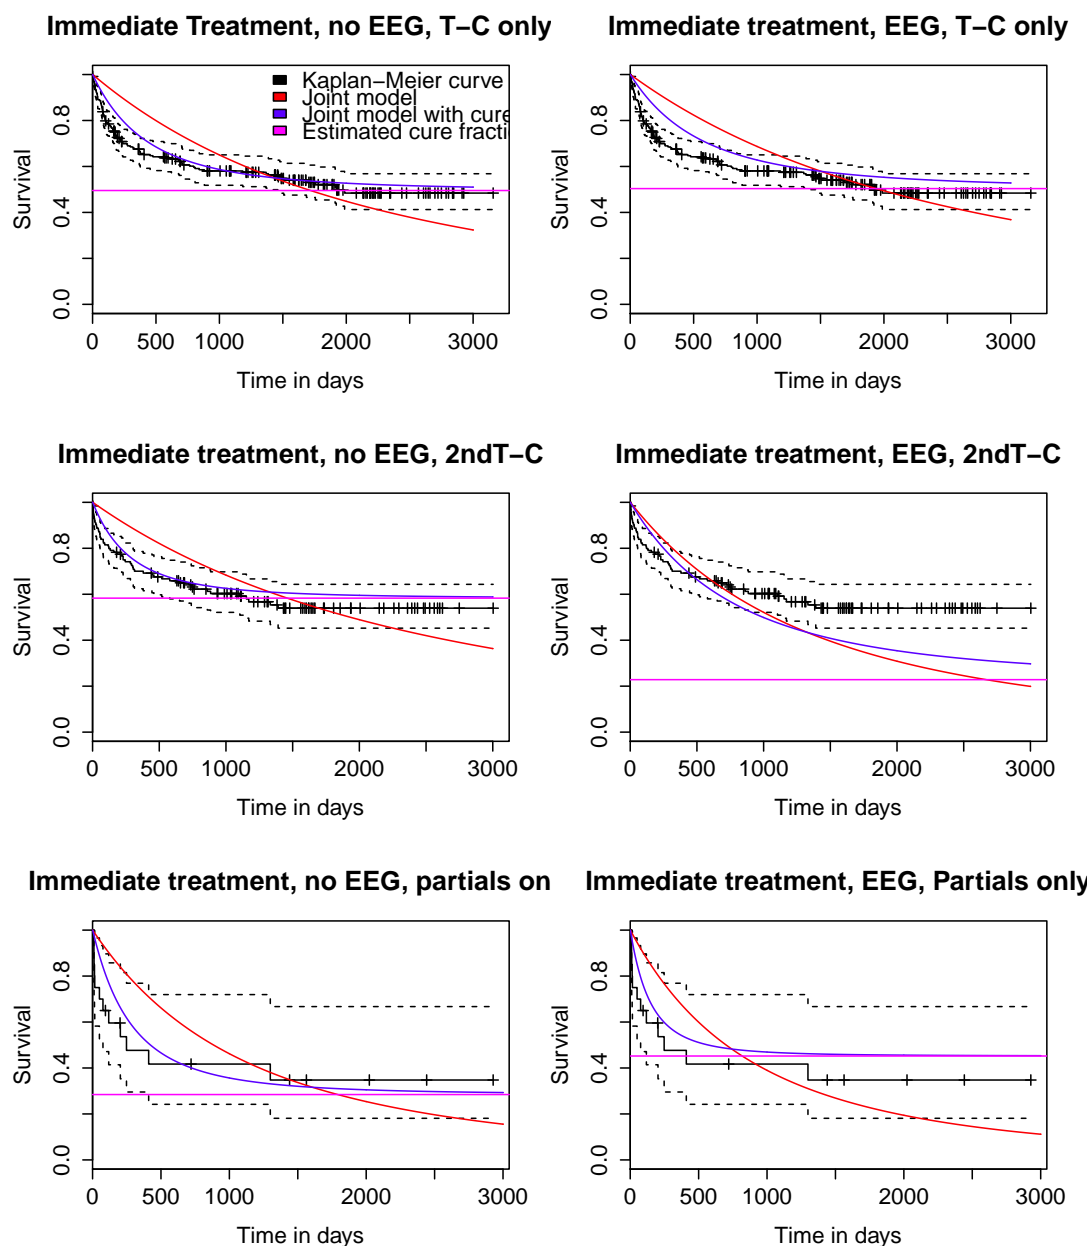 Immediate Treatment, no EEG, T−C only
Kaplan−Meier curve
Joint model
Joint model with cure
Estimated cure fracti
Survival
0.0 0.4 0.8
0 500 1000 2000 3000
Time in days
Immediate treatment, EEG, T−C only
Survival
0.0 0.4 0.8
0 500 1000 2000 3000
Time in days
Immediate treatment, no EEG, 2ndT−C
Survival
0.0 0.4 0.8
0 500 1000 2000 3000
Time in days
Immediate treatment, EEG, 2ndT−C
Survival
0.0 0.4 0.8
0 500 1000 2000 3000
Time in days
Immediate treatment, no EEG, partials on
Survival
0.0 0.4 0.8
0 500 1000 2000 3000
Time in days
Immediate treatment, EEG, Partials only
Survival
0.0 0.4 0.8
0 500 1000 2000 3000
Time in days